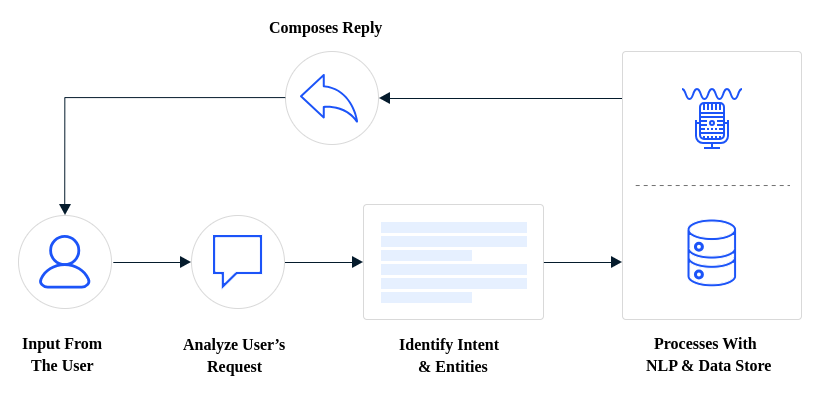 Composes Reply
Input From
The User
Analyze User’s
Request
Identify Intent
& Entities
Processes With
NLP & Data Store